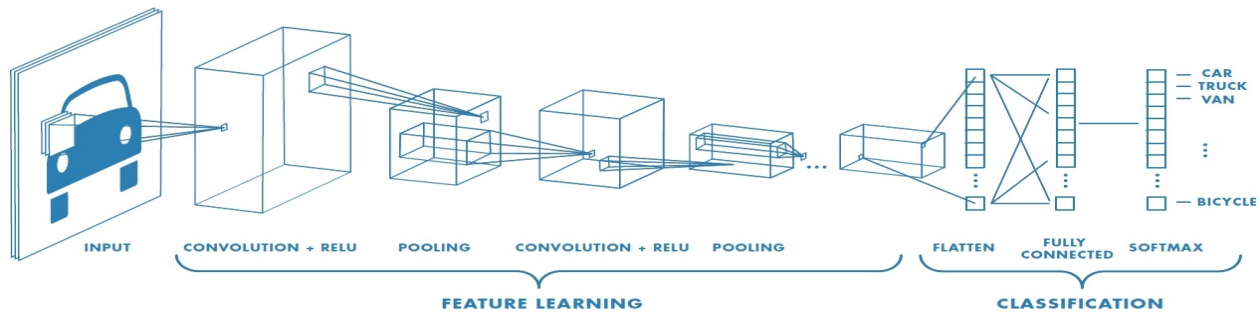 CAR
TRUCK
VAN
BICYCLE
INPUT
CONVOLUTION + RELU
POOLING
CONVOLUTION + RELU
POOLING
FLATTEN
FULLY
CONNECTED
SOFTMAX
FEATURE LEARNING
CLASSIFICATION